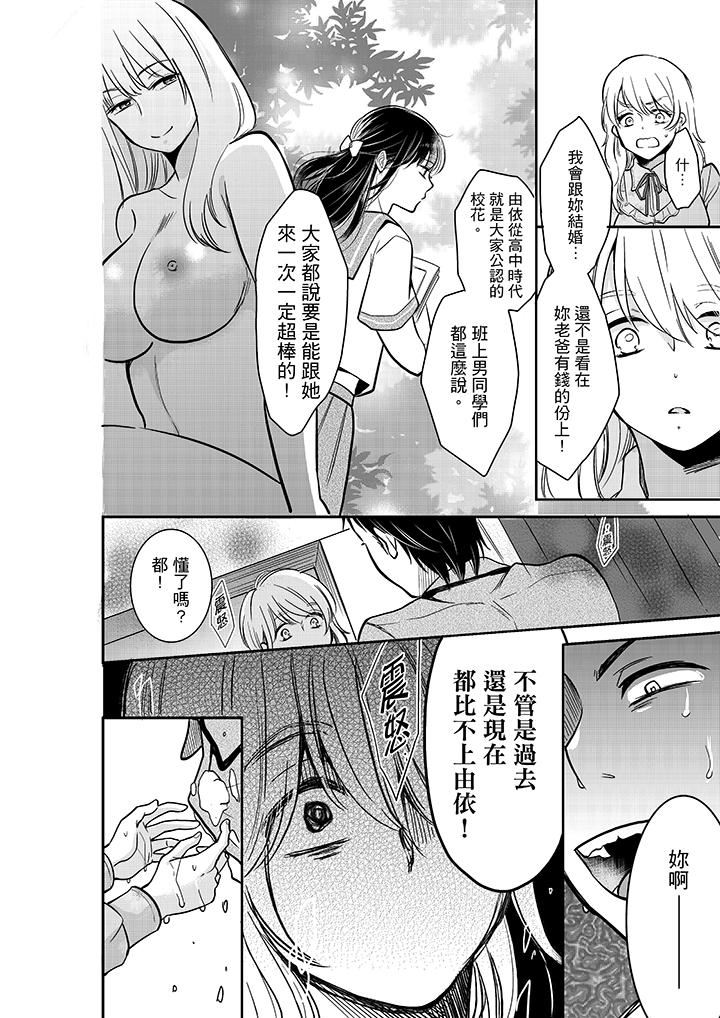 什…
我會跟妳結婚…
還不是看在
妳老爸有錢的份上！
由依從高中時代
就是大家公認的
校花。
班上男同學們
都這麼說。
大家都說要是能跟她
來一次一定超棒的！
震怒
震怒
懂了嗎？
都！
妳啊──
不管是過去
還是現在
都比不上由依！
震怒